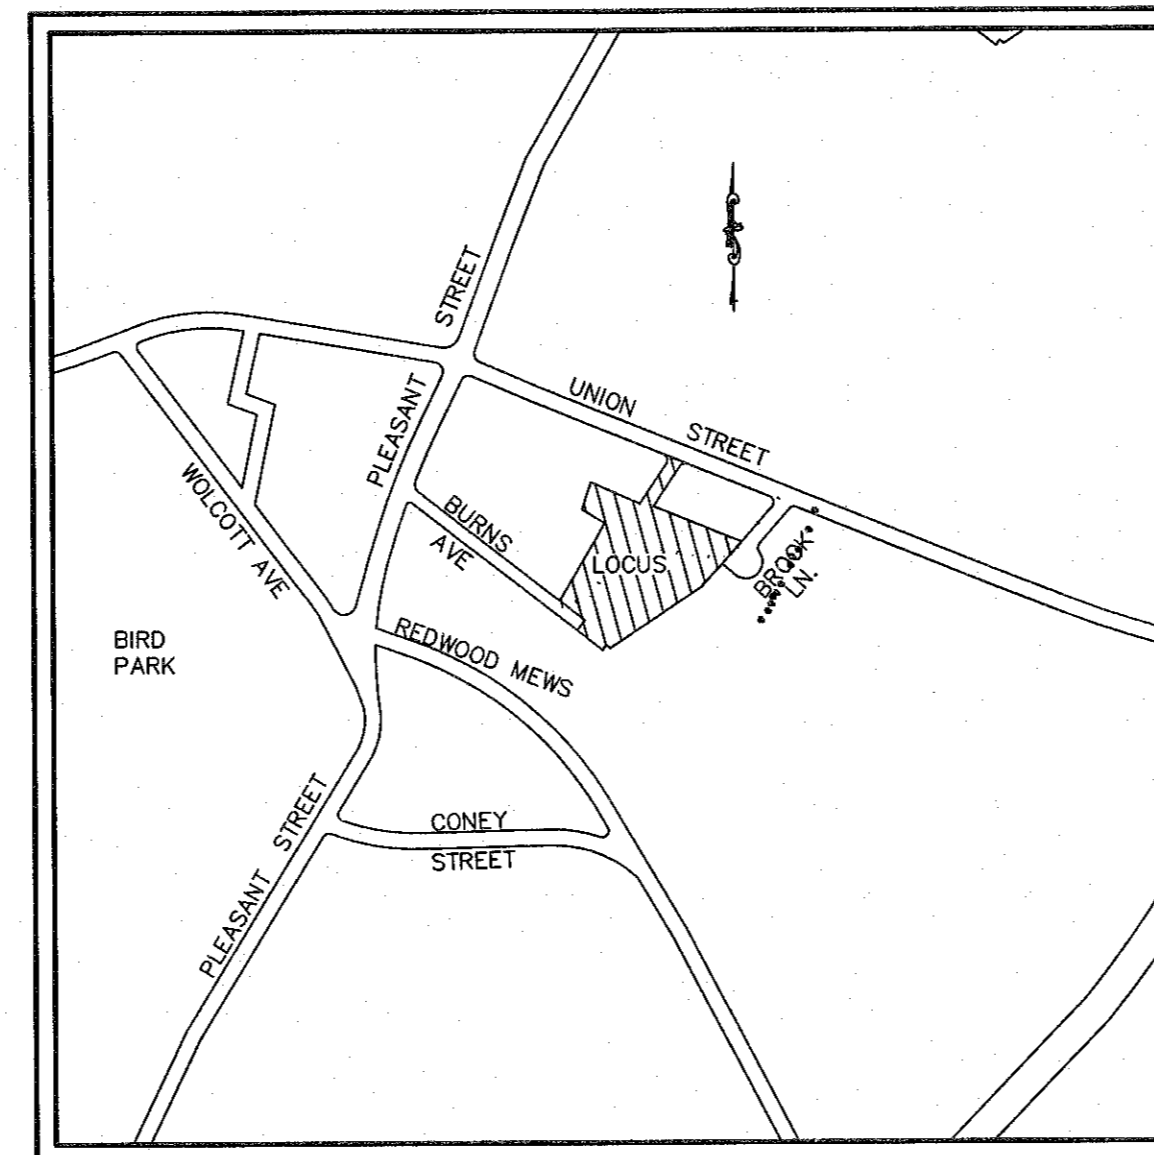 STREET
PLEASANT
UNION
STREET
WOLCOTT AVE
BURNS
AVE
LOCUS
BROOK
LN.
BIRD
PARK
REDWOOD MEWS
PLEASANT STREET
CONEY
STREET